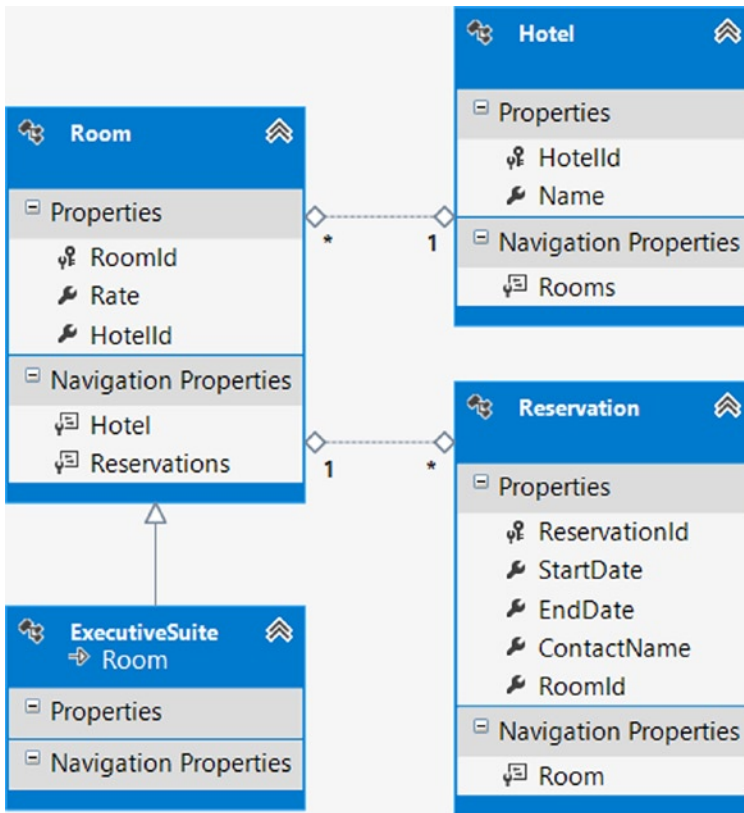 Room
Properties
RoomId
Rate
HotelId
Navigation Properties
Hotel
Reservations
* 1
1 *
Hotel
Properties
HotelId
Name
Navigation Properties
Rooms
Reservation
Properties
ReservationId
StartDate
EndDate
ContactName
RoomId
Navigation Properties
Room
ExecutiveSuite
Room
Properties
Navigation Properties